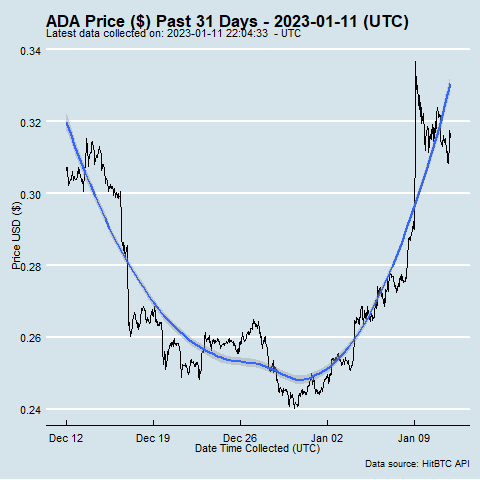 ADA Price ($) Past 31 Days - 2023-01-11 (UTC)
Latest data collected on: 2023-01-11 22:04:33 - UTC
0.34
0.32
0.30
0.28
0.26
0.24
Price USD ($)
Dec 12 Dec 19 Dec 26 Jan 02 Jan 09
Date Time Collected (UTC)
Data source: HitBTC API